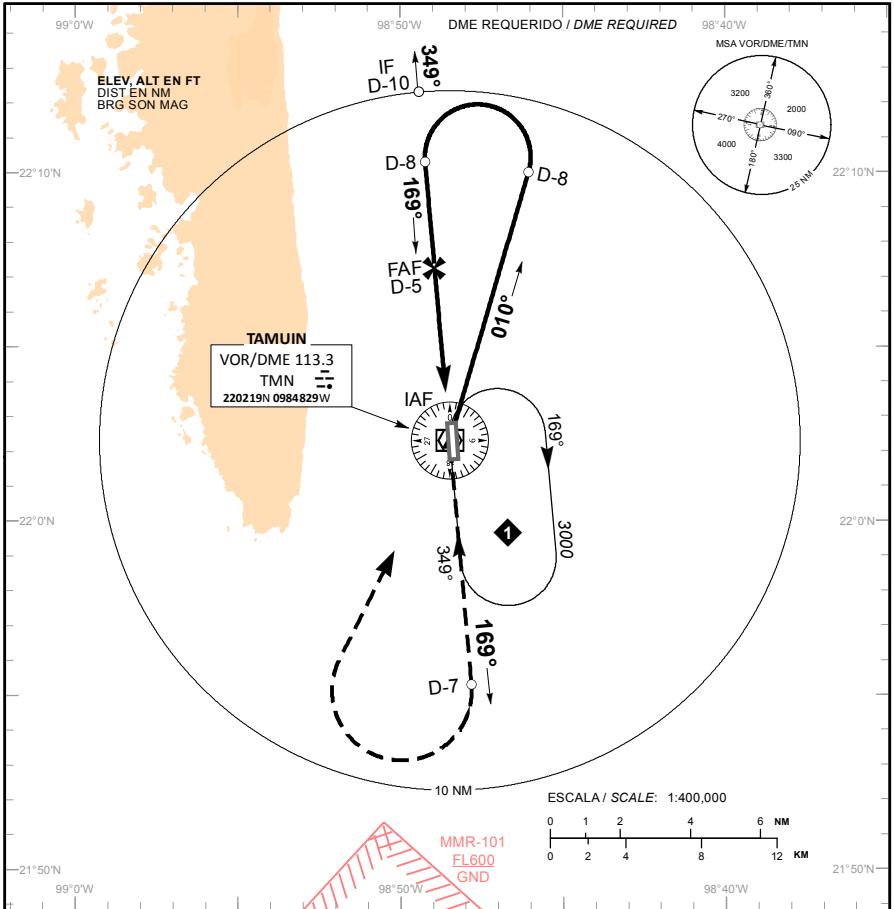 99°0'W
98°50'W
98°40'W
DME REQUERIDO / DME REQUIRED
MSA VOR/DME/TMN
3200
360°
2000
270°
090°
4000
180°
3300
25 NM
ELEV, ALT EN FT
DIST EN NM
BRG SON MAG
IF
D-10
349°
22°10'N
22°10'N
D-8
D-8
169°
FAF
D-5
010°
TAMUIN
VOR/DME 113.3
TMN
220219N 0984829W
IAF
0
27
9
169°
22°0'N
22°0'N
1
3000
349°
169°
D-7
10 NM
ESCALA / SCALE: 1:400,000
0 1 2 4 6 NM
0 2 4 8 12 KM
MMR-101
FL600
GND
21°50'N
21°50'N
99°0'W
98°50'W
98°40'W